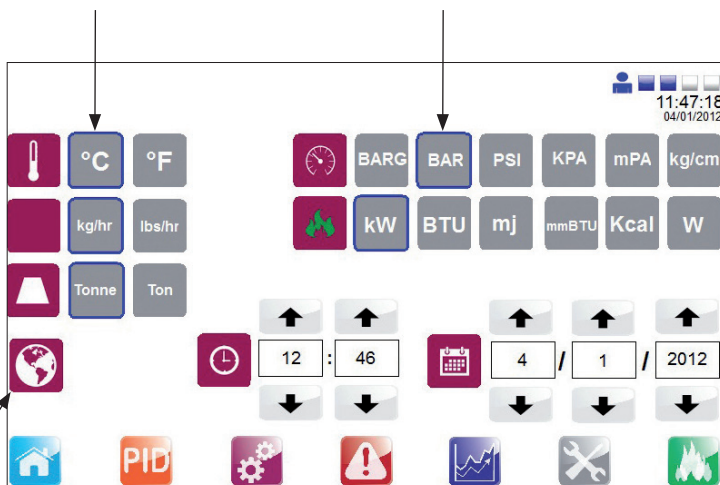 11:47:18
04/01/2012
°C °F BARG BAR PSI KPA mPA kg/cm
kg/hr lbs/hr kW BTU mj mmBTU Kcal W
Tonne Ton
12 : 46 4 / 1 / 2012
PID